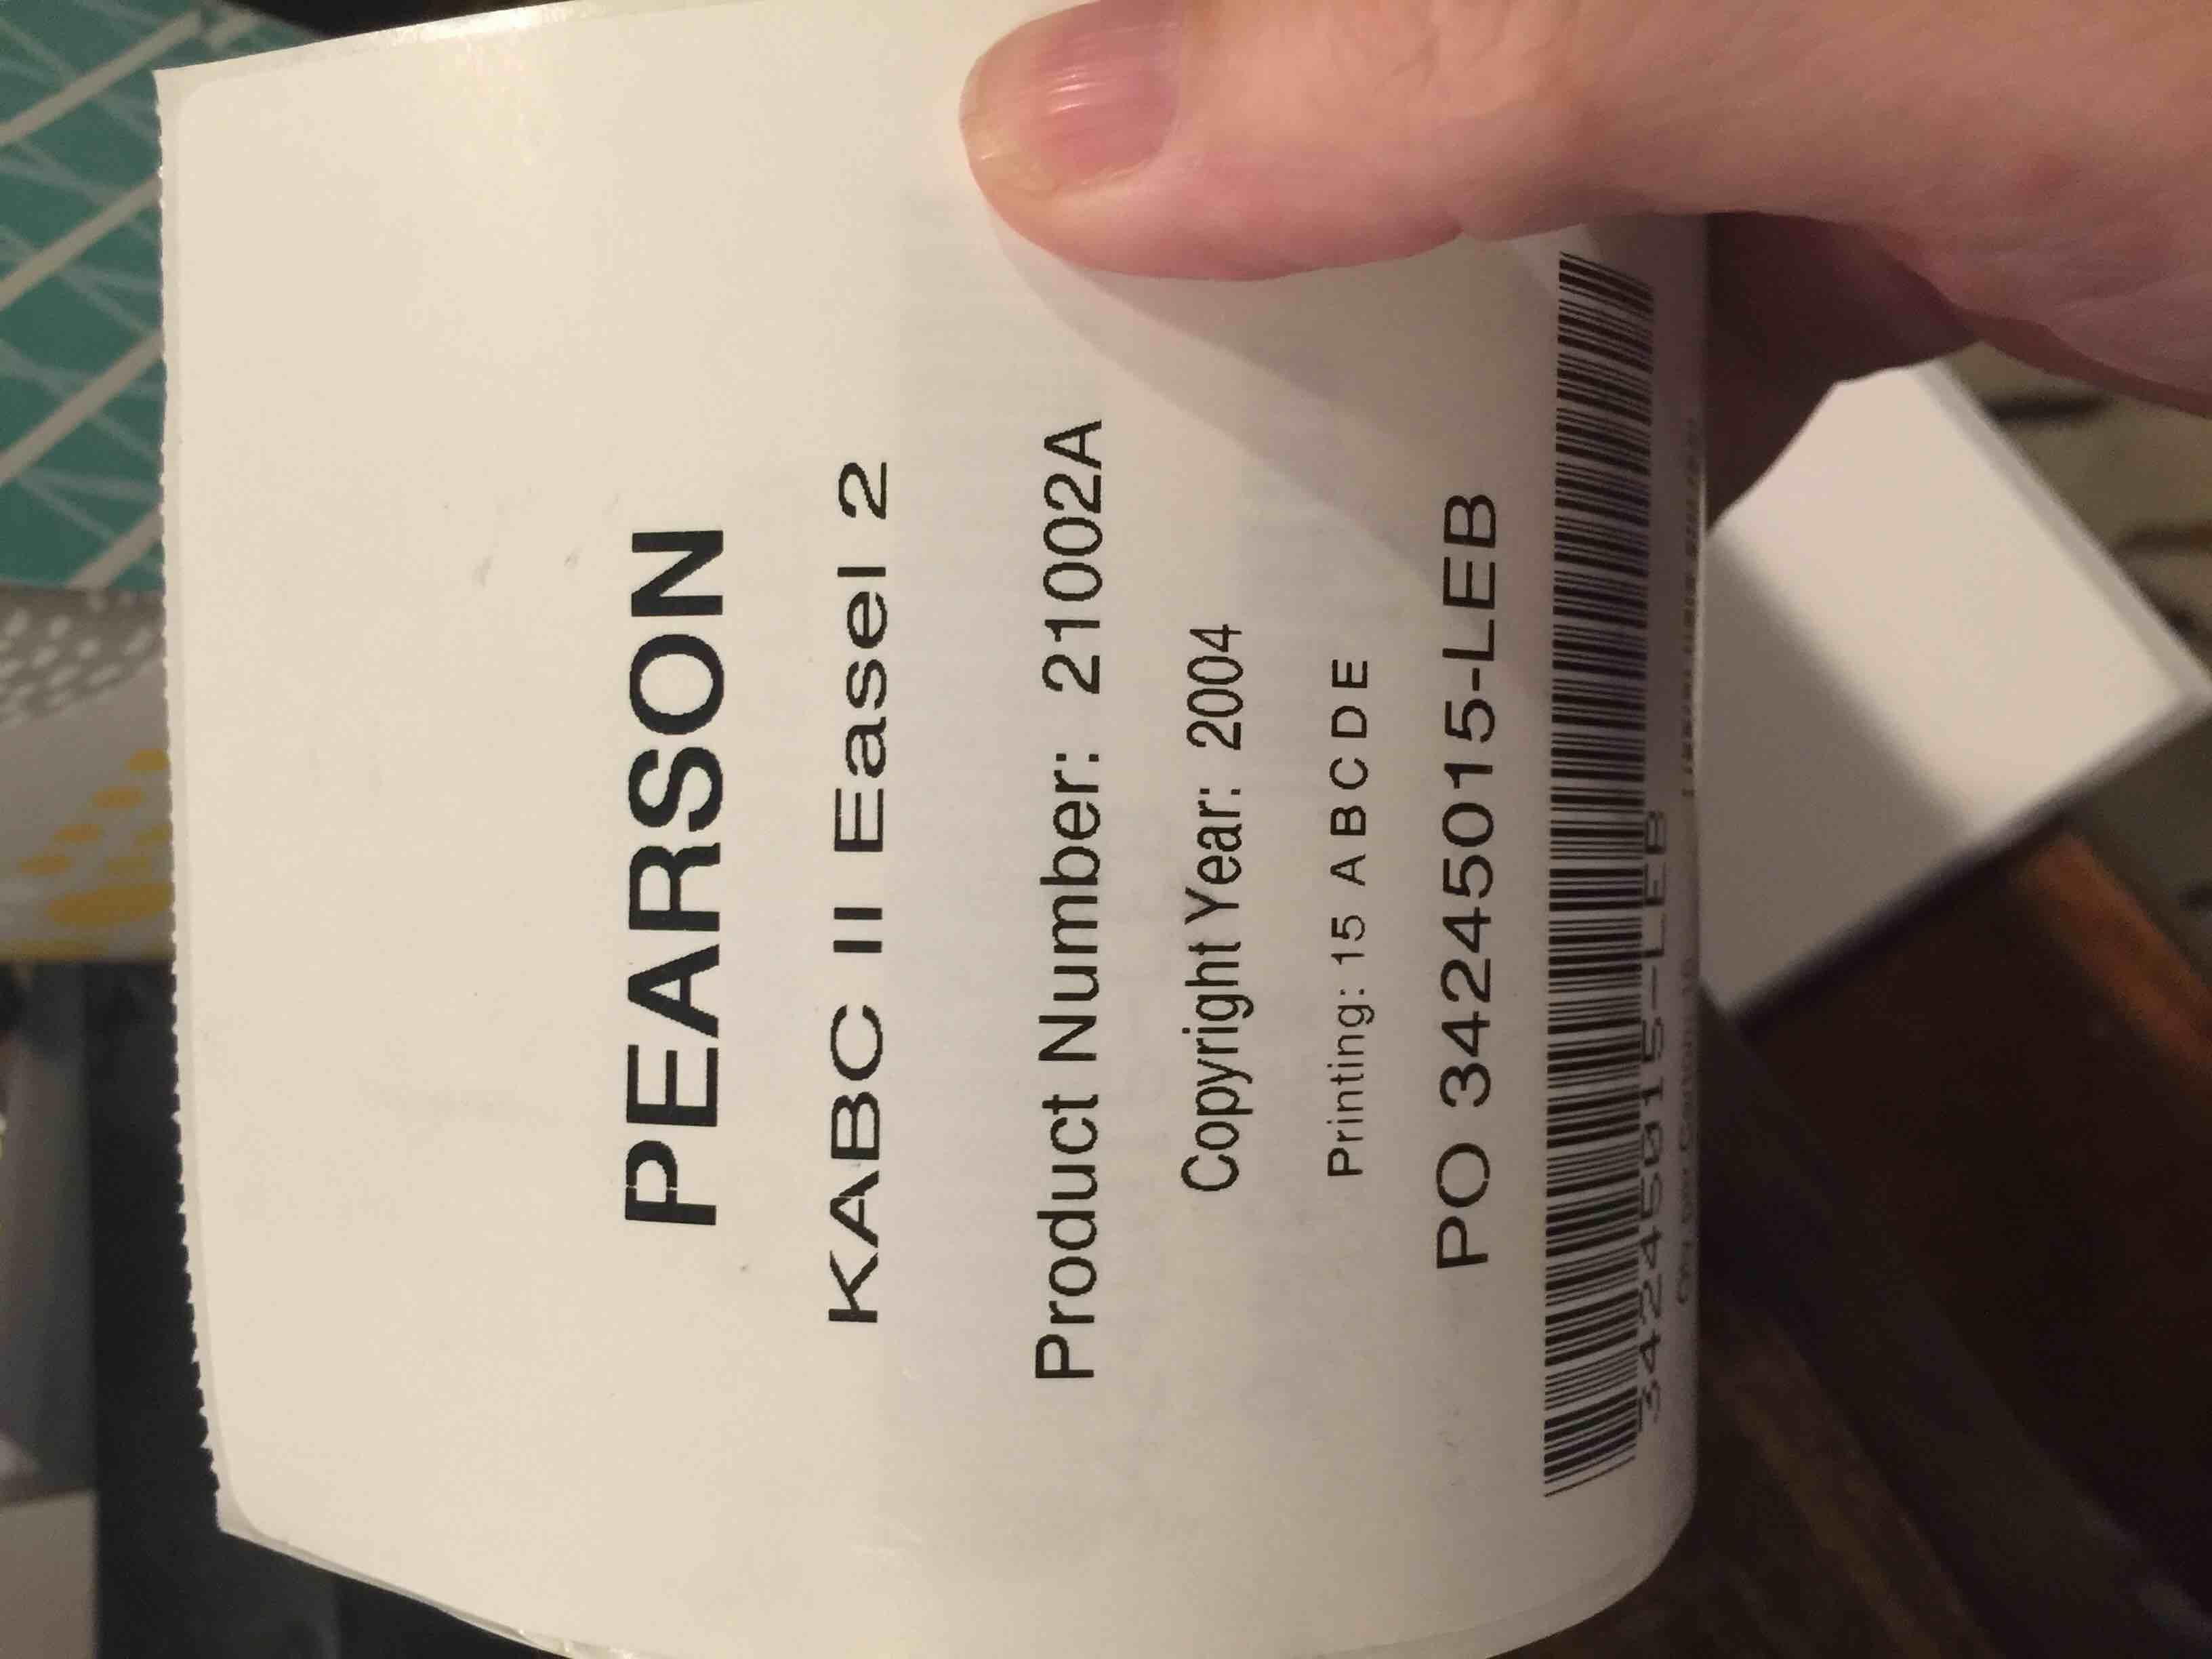 PEARSON
KABC II Easel 2
Product Number: 21002A
Copyright Year: 2004
Printing: 15 A B C D E
PO 34245015-LEB
34245015-LEB